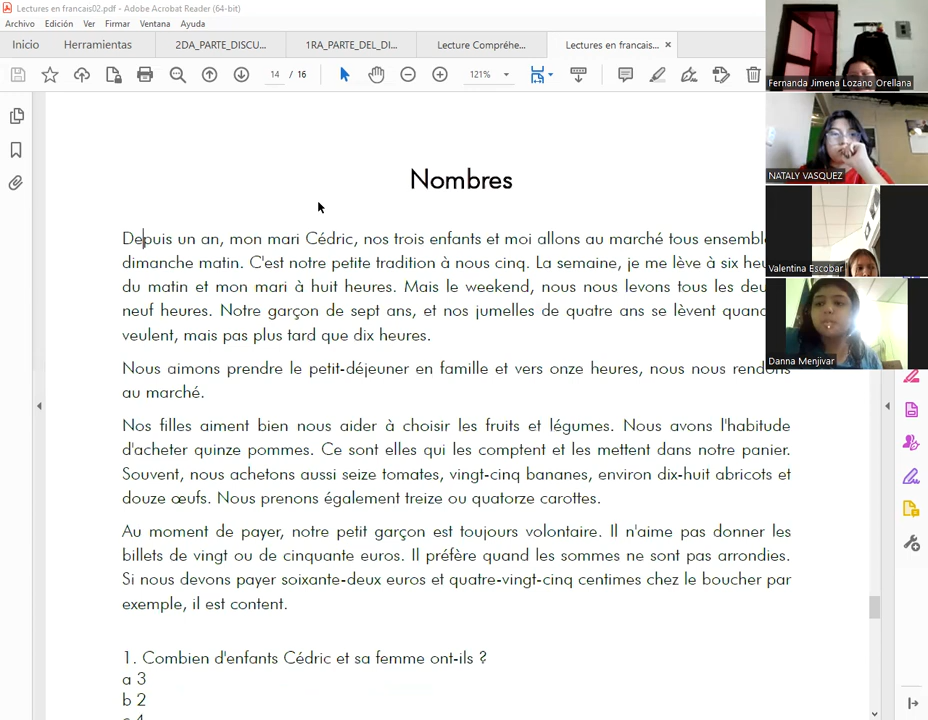 Lectures en francais02.pdf - Adobe Acrobat Reader (64-bit)
Archivo Edición Ver Firmar Ventana Ayuda
Inicio Herramientas 2DA_PARTE_DISCU... 1RA_PARTE_DEL_DI... Lecture Compréhe... Lectures en francais...
14 / 16 121%
Fernanda Jimena Lozano Orellana
NATALY VASQUEZ
Valentina Escobar
Danna Menjivar
Nombres
Depuis un an, mon mari Cédric, nos trois enfants et moi allons au marché tous
dimanche matin. C'est notre petite tradition à nous cinq. La semaine, je me lève à six
du matin et mon mari à huit heures. Mais le weekend, nous nous levons tous les
neuf heures. Notre garçon de sept ans, et nos jumelles de quatre ans se lèvent
veulent, mais pas plus tard que dix heures.
Nous aimons prendre le petit-déjeuner en famille et vers onze heures, nous nous rendons
au marché.
Nos filles aiment bien nous aider à choisir les fruits et légumes. Nous avons l'habitude
d'acheter quinze pommes. Ce sont elles qui les comptent et les mettent dans notre panier.
Souvent, nous achetons aussi seize tomates, vingt-cinq bananes, environ dix-huit abricots et
douze œufs. Nous prenons également treize ou quatorze carottes.
Au moment de payer, notre petit garçon est toujours volontaire. Il n'aime pas donner les
billets de vingt ou de cinquante euros. Il préfère quand les sommes ne sont pas arrondies.
Si nous devons payer soixante-deux euros et quatre-vingt-cinq centimes chez le boucher par
exemple, il est content.
1. Combien d'enfants Cédric et sa femme ont-ils ?
a 3
b 2